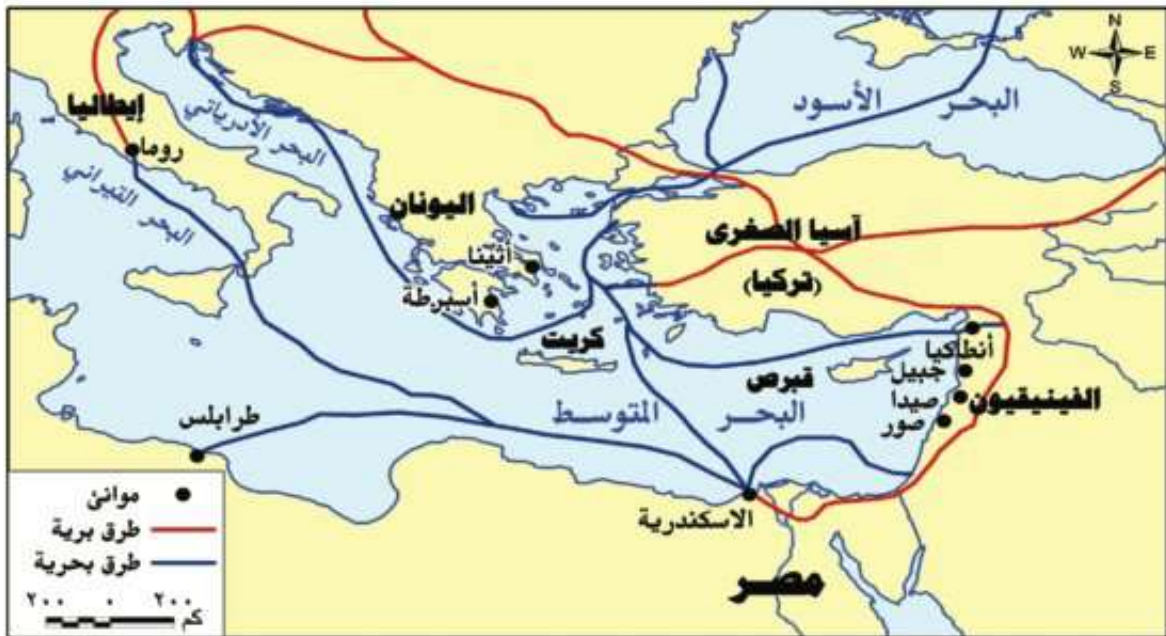 N
W E
S
البحر الأسود
إيطاليا
البحر الأدرياتي
روما
البحر التيراني
اليونان
آسيا الصغرى
أثينا
(تركيا)
أسبرطة
كريت
أنطاكيا
جبيل
قبرص
الفينيقيون
صيدا
البحر المتوسط
صور
طرابلس
الاسكندرية
مصر
موانئ
طرق برية
طرق بحرية
٢٠٠ ٠ ٢٠٠
كم